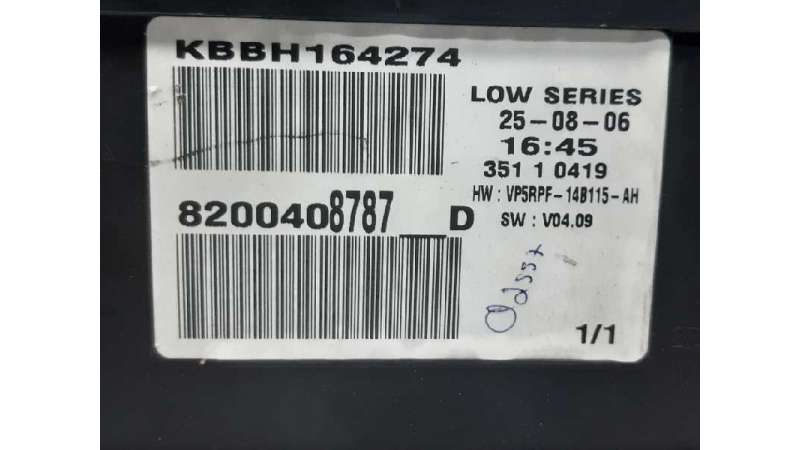 KBBH164274
LOW SERIES
25-08-06
16:45
351 1 0419
HW : VP5RPF-14B115-AH
SW : V04.09
8200408787__D
1/1